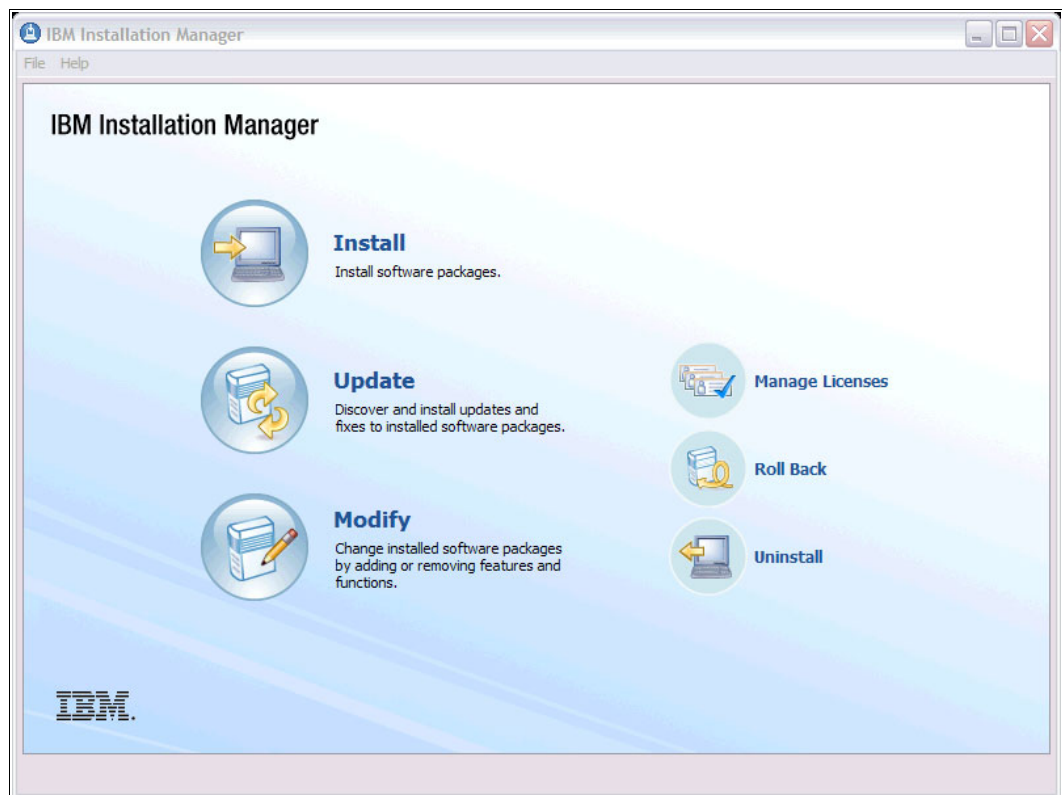 IBM Installation Manager
File Help
IBM Installation Manager
Install
Install software packages.
Update
Discover and install updates and
fixes to installed software packages.
Modify
Change installed software packages
by adding or removing features and
functions.
Manage Licenses
Roll Back
Uninstall
IBM.